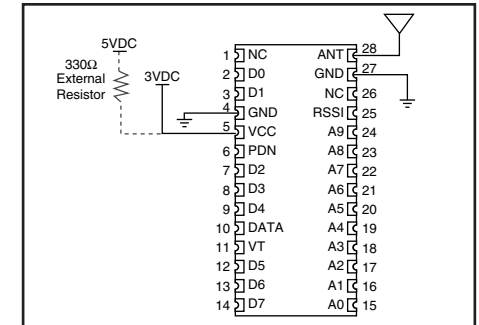 5VDC
330Ω
External
Resistor
3VDC
1 NC ANT 28
2 D0 GND 27
3 D1 NC 26
4 GND RSSI 25
5 VCC A9 24
6 PDN A8 23
7 D2 A7 22
8 D3 A6 21
9 D4 A5 20
10 DATA A4 19
11 VT A3 18
12 D5 A2 17
13 D6 A1 16
14 D7 A0 15